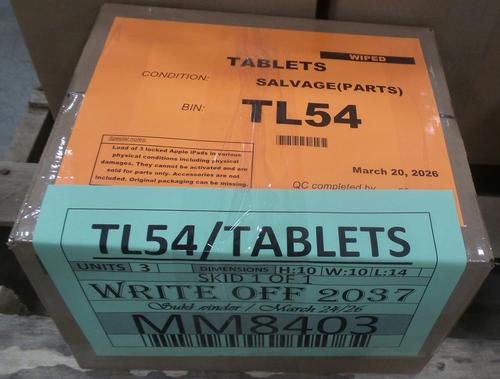 WIPED
TABLETS
CONDITION: SALVAGE(PARTS)
BIN: TL54
Special notes:
Load of 3 locked Apple iPads in various
physical conditions including physical
damages. They cannot be activated and are
sold for parts only. Accessories are not
included. Original packaging can be missing.
March 20, 2026
QC completed by
TL54/TABLETS
UNITS 3 DIMENSIONS H:10 W:10 L:14
SKID 1 OF 1
WRITE OFF 2037
/ March 24/26
MM8403